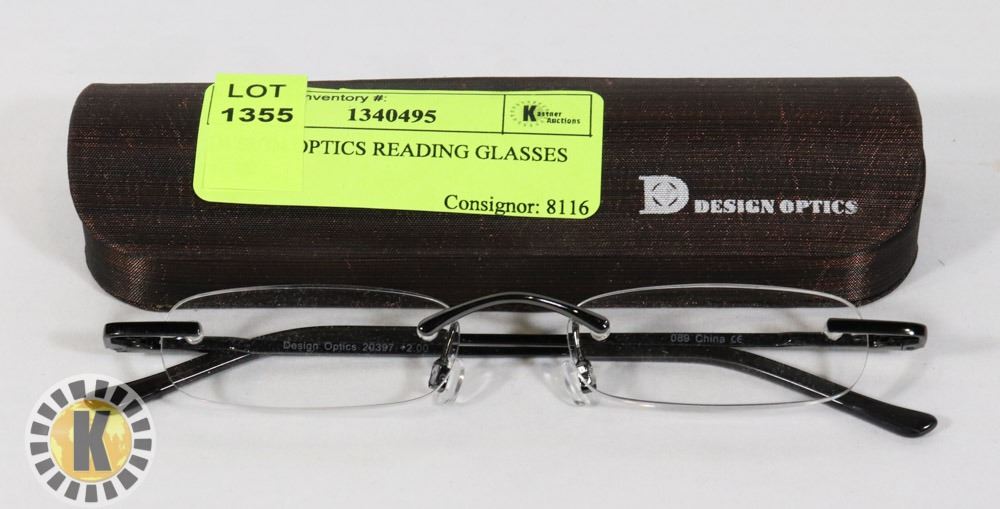 LOT
1355
nventory #:
1340495
Kastner
Auctions
OPTICS READING GLASSES
Consignor: 8116
D DESIGN OPTICS
Design Optics 20397 +2.00
089 China CE
K